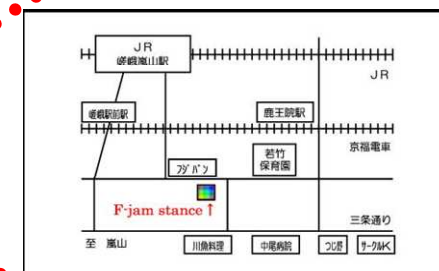 JR
嵯峨嵐山駅
JR
嵯峨駅前駅
鹿王院駅
京福電車
若竹
保育園
フジパン
F-jam stance ↑
三条通り
至 嵐山
川魚料理
中尾病院
つじ野
サークルK